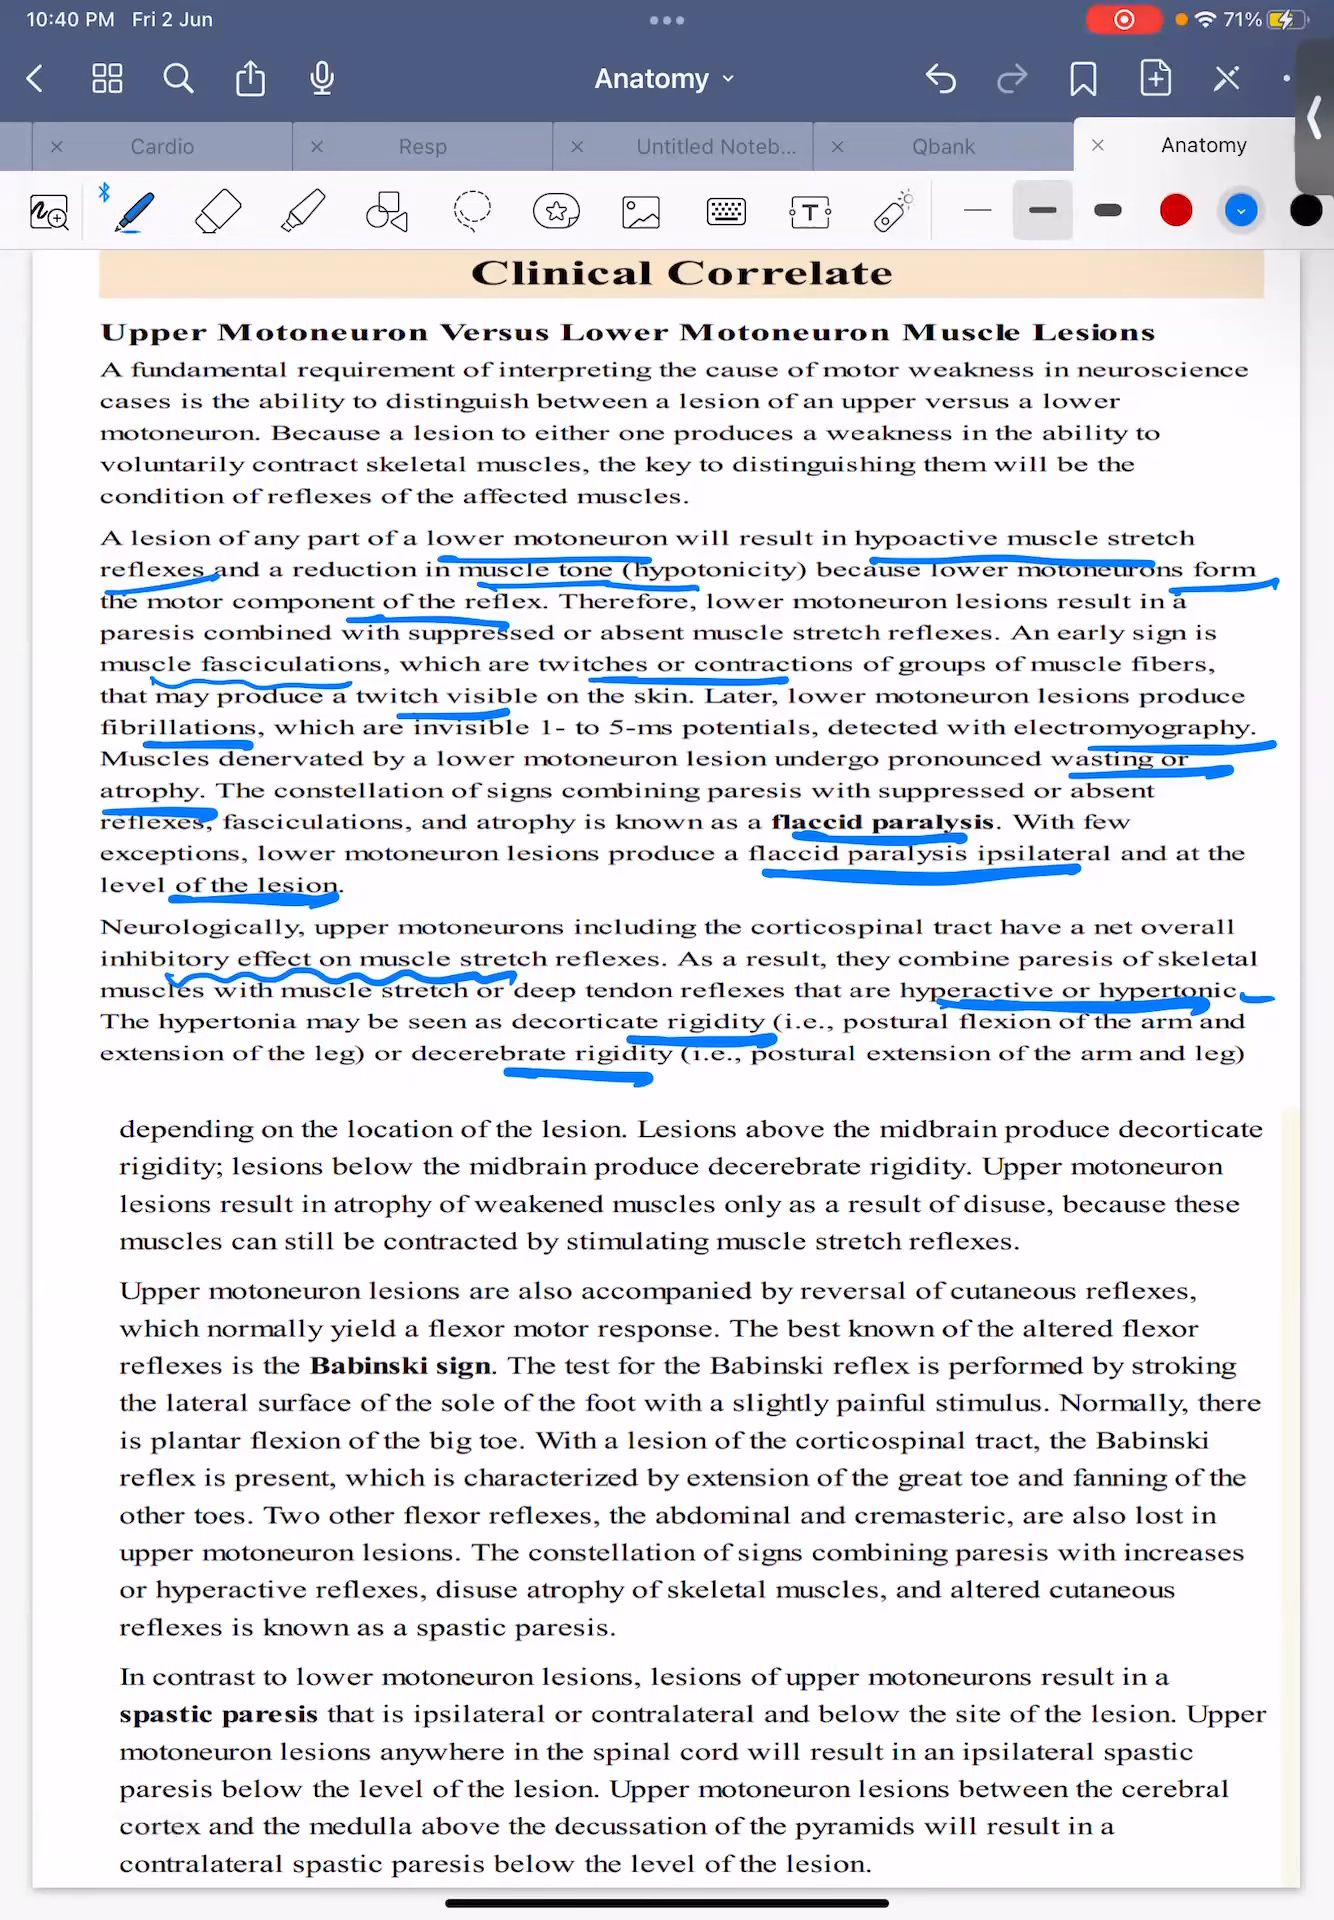 10:40 PM Fri 2 Jun
71%
Anatomy
Cardio
Resp
Untitled Noteb...
Qbank
Anatomy
Clinical Correlate
Upper Motoneuron Versus Lower Motoneuron Muscle Lesions
A fundamental requirement of interpreting the cause of motor weakness in neuroscience
cases is the ability to distinguish between a lesion of an upper versus a lower
motoneuron. Because a lesion to either one produces a weakness in the ability to
voluntarily contract skeletal muscles, the key to distinguishing them will be the
condition of reflexes of the affected muscles.
A lesion of any part of a lower motoneuron will result in hypoactive muscle stretch
reflexes and a reduction in muscle tone (hypotonicity) because lower motoneurons form
the motor component of the reflex. Therefore, lower motoneuron lesions result in a
paresis combined with suppressed or absent muscle stretch reflexes. An early sign is
muscle fasciculations, which are twitches or contractions of groups of muscle fibers,
that may produce a twitch visible on the skin. Later, lower motoneuron lesions produce
fibrillations, which are invisible 1- to 5-ms potentials, detected with electromyography.
Muscles denervated by a lower motoneuron lesion undergo pronounced wasting or
atrophy. The constellation of signs combining paresis with suppressed or absent
reflexes, fasciculations, and atrophy is known as a flaccid paralysis. With few
exceptions, lower motoneuron lesions produce a flaccid paralysis ipsilateral and at the
level of the lesion.
Neurologically, upper motoneurons including the corticospinal tract have a net overall
inhibitory effect on muscle stretch reflexes. As a result, they combine paresis of skeletal
muscles with muscle stretch or deep tendon reflexes that are hyperactive or hypertonic.
The hypertonia may be seen as decorticate rigidity (i.e., postural flexion of the arm and
extension of the leg) or decerebrate rigidity (i.e., postural extension of the arm and leg)
depending on the location of the lesion. Lesions above the midbrain produce decorticate
rigidity; lesions below the midbrain produce decerebrate rigidity. Upper motoneuron
lesions result in atrophy of weakened muscles only as a result of disuse, because these
muscles can still be contracted by stimulating muscle stretch reflexes.
Upper motoneuron lesions are also accompanied by reversal of cutaneous reflexes,
which normally yield a flexor motor response. The best known of the altered flexor
reflexes is the Babinski sign. The test for the Babinski reflex is performed by stroking
the lateral surface of the sole of the foot with a slightly painful stimulus. Normally, there
is plantar flexion of the big toe. With a lesion of the corticospinal tract, the Babinski
reflex is present, which is characterized by extension of the great toe and fanning of the
other toes. Two other flexor reflexes, the abdominal and cremasteric, are also lost in
upper motoneuron lesions. The constellation of signs combining paresis with increases
or hyperactive reflexes, disuse atrophy of skeletal muscles, and altered cutaneous
reflexes is known as a spastic paresis.
In contrast to lower motoneuron lesions, lesions of upper motoneurons result in a
spastic paresis that is ipsilateral or contralateral and below the site of the lesion. Upper
motoneuron lesions anywhere in the spinal cord will result in an ipsilateral spastic
paresis below the level of the lesion. Upper motoneuron lesions between the cerebral
cortex and the medulla above the decussation of the pyramids will result in a
contralateral spastic paresis below the level of the lesion.